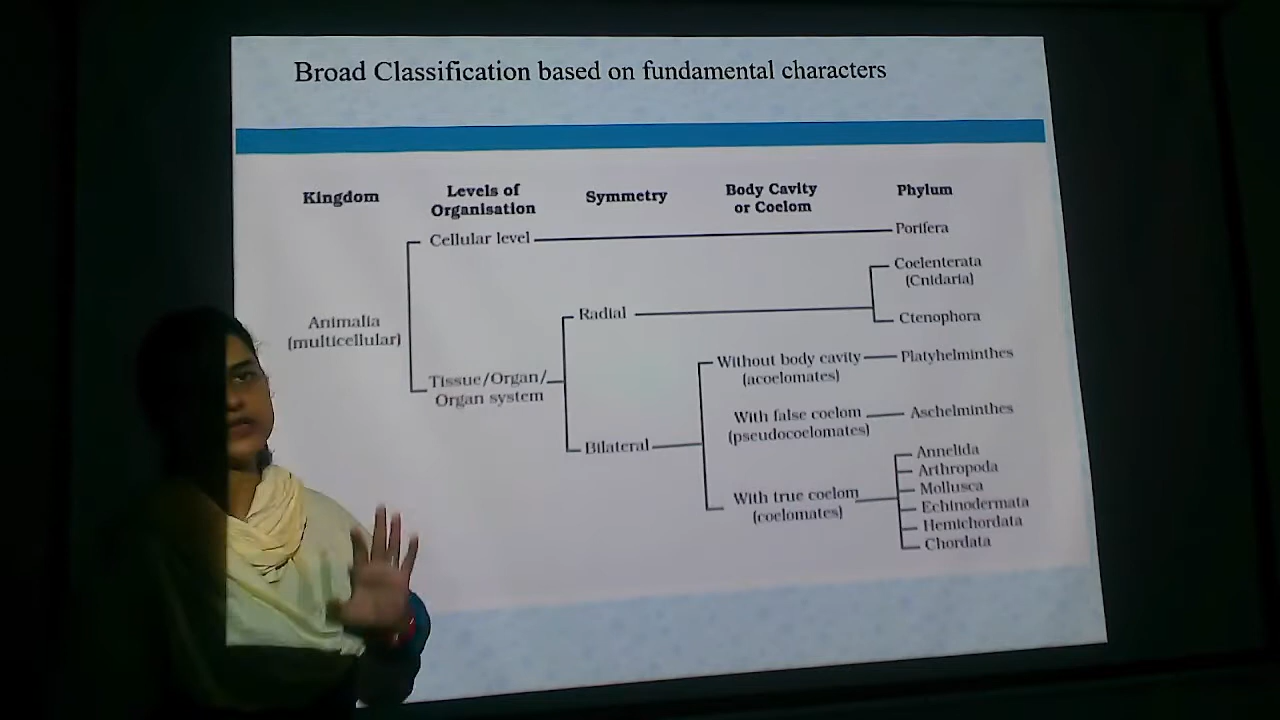 Broad Classification based on fundamental characters
Kingdom
Levels of
Organisation
Symmetry
Body Cavity
or Coelom
Phylum
Cellular level
Porifera
Coelenterata
(Cnidaria)
Radial
Ctenophora
Animalia
(multicellular)
Tissue/Organ/
Organ system
Without body cavity
(acoelomates)
Platyhelminthes
With false coelom
(pseudocoelomates)
Aschelminthes
Bilateral
Annelida
Arthropoda
Mollusca
With true coelom
(coelomates)
Echinodermata
Hemichordata
Chordata